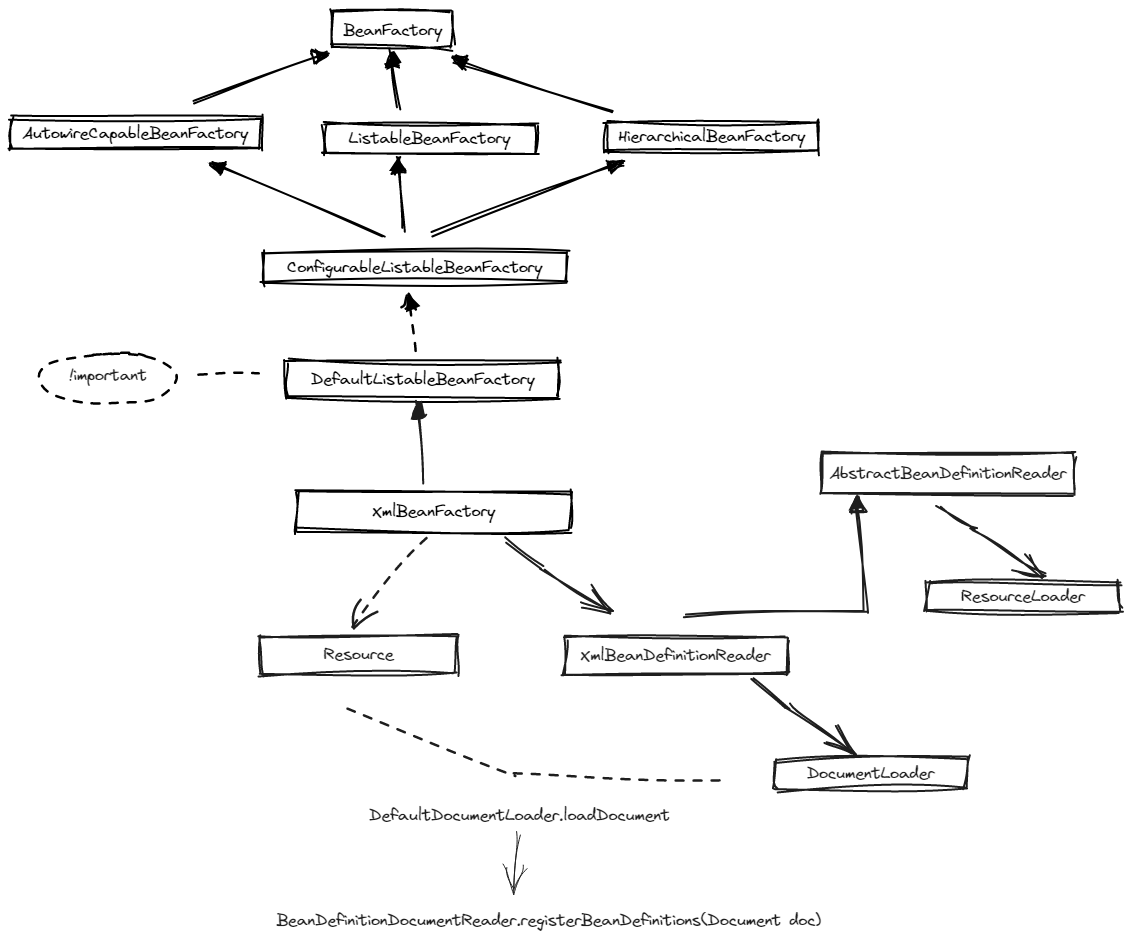 BeanFactory
AutowireCapableBeanFactory
ListableBeanFactory
HierarchicalBeanFactory
ConfigurableListableBeanFactory
!important
DefaultListableBeanFactory
AbstractBeanDefinitionReader
XmlBeanFactory
ResourceLoader
Resource
XmlBeanDefinitionReader
DocumentLoader
DefaultDocumentLoader.loadDocument
BeanDefinitionDocumentReader.registerBeanDefinitions(Document doc)